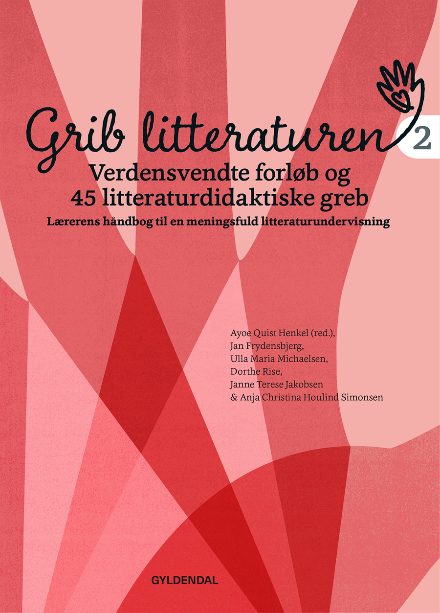 Grib litteraturen
2
Verdensvendte forløb og
45 litteraturdidaktiske greb
Lærerens håndbog til en meningsfuld litteraturundervisning
Ayoe Quist Henkel (red.),
Jan Frydensbjerg,
Ulla Maria Michaelsen,
Dorthe Rise,
Janne Terese Jakobsen
& Anja Christina Houlind Simonsen
GYLDENDAL